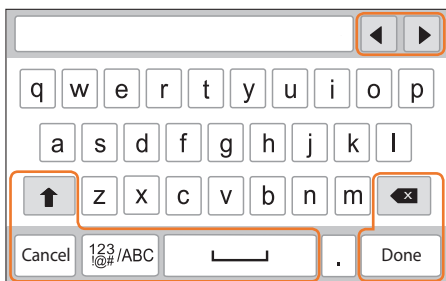 q w e r t y u i o p
a s d f g h j k l
z x c v b n m
Cancel 123 !@# /ABC . Done